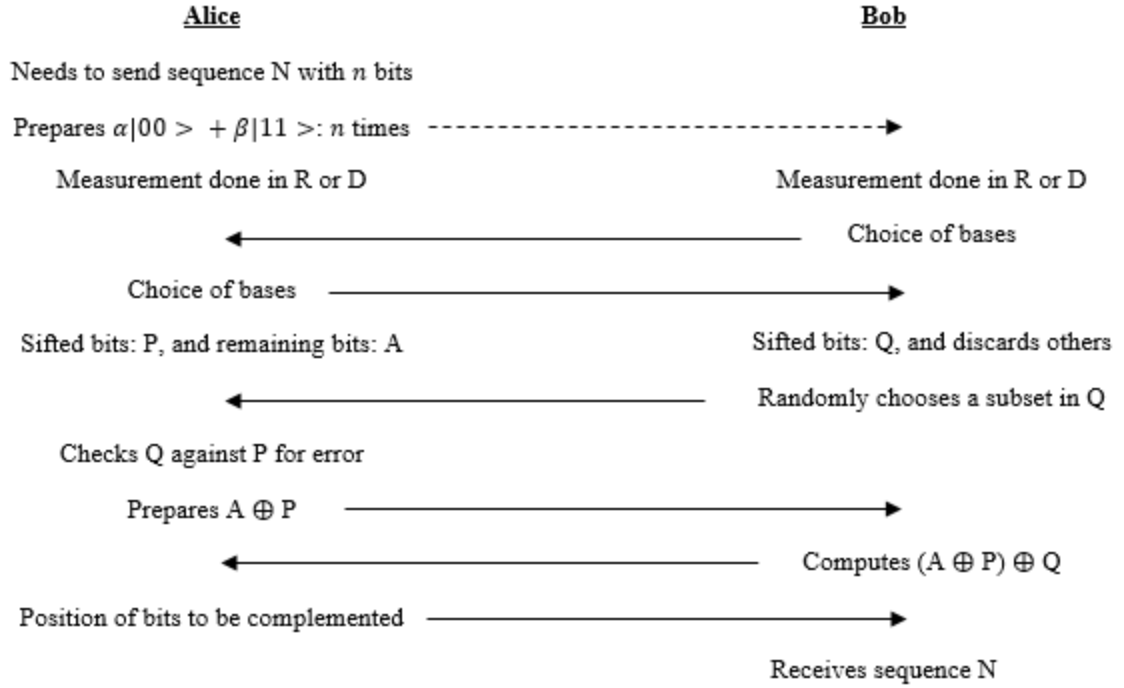 Alice
Bob
Needs to send sequence N with n bits
Prepares α|00 > + β|11 >: n times
Measurement done in R or D
Measurement done in R or D
Choice of bases
Choice of bases
Sifted bits: P, and remaining bits: A
Sifted bits: Q, and discards others
Randomly chooses a subset in Q
Checks Q against P for error
Prepares A ⊕ P
Computes (A ⊕ P) ⊕ Q
Position of bits to be complemented
Receives sequence N